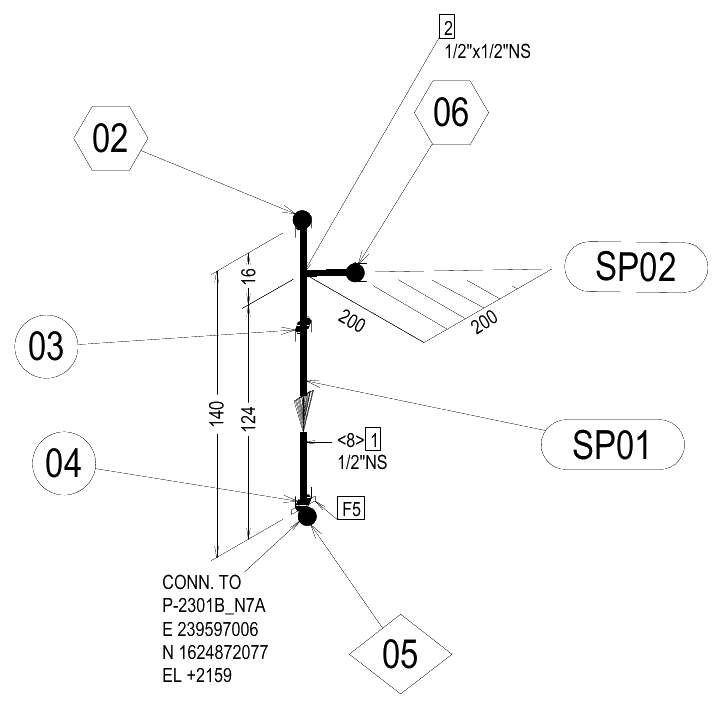 2
1/2"x1/2"NS
06
02
SP02
16
200
200
03
140
124
SP01
<8> 1
1/2"NS
04
F5
CONN. TO
P-2301B_N7A
E 239597006
N 1624872077
EL +2159
05